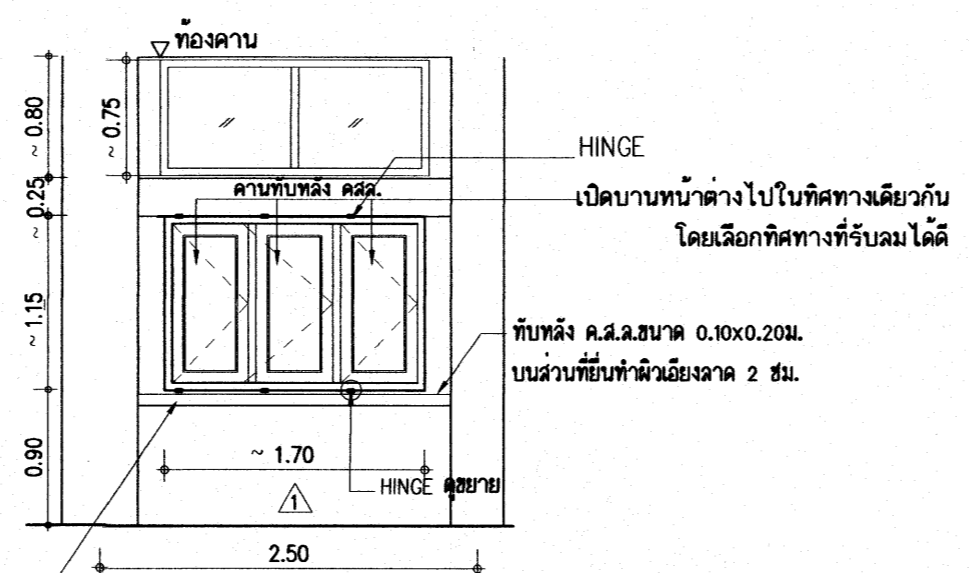 ท้องคาน
~ 0.80
~ 0.75
HINGE
~ 0.25
คานทับหลัง คสล.
เปิดบานหน้าต่างไปในทิศทางเดียวกัน
โดยเลือกทิศทางที่รับลมได้ดี
~1.15
ทับหลัง ค.ส.ล.ขนาด 0.10x0.20ม.
บนส่วนที่ยื่นทำผิวเอียงลาด 2 ซม.
0.90
~ 1.70
HINGE ดูขยาย
1
2.50